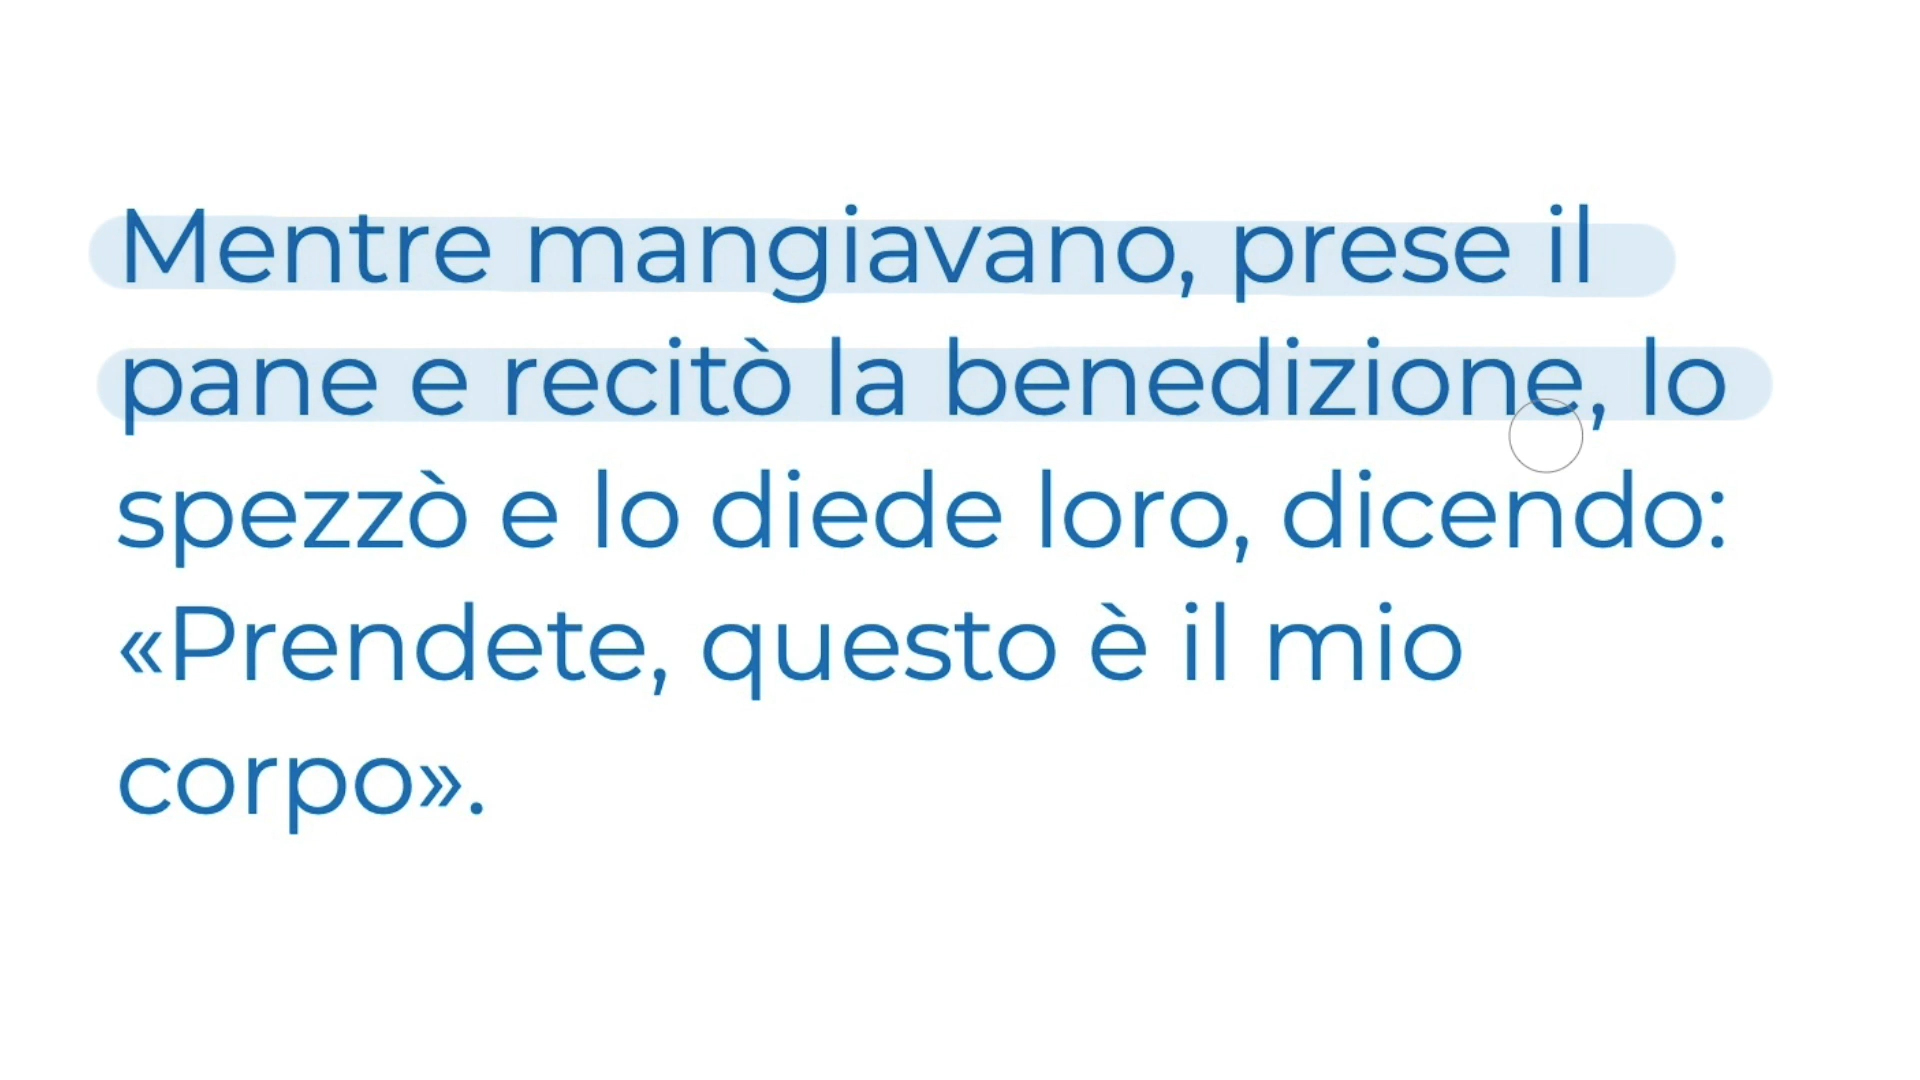 Mentre mangiavano, prese il
pane e recitò la benedizione, lo
spezzò e lo diede loro, dicendo:
«Prendete, questo è il mio
corpo».